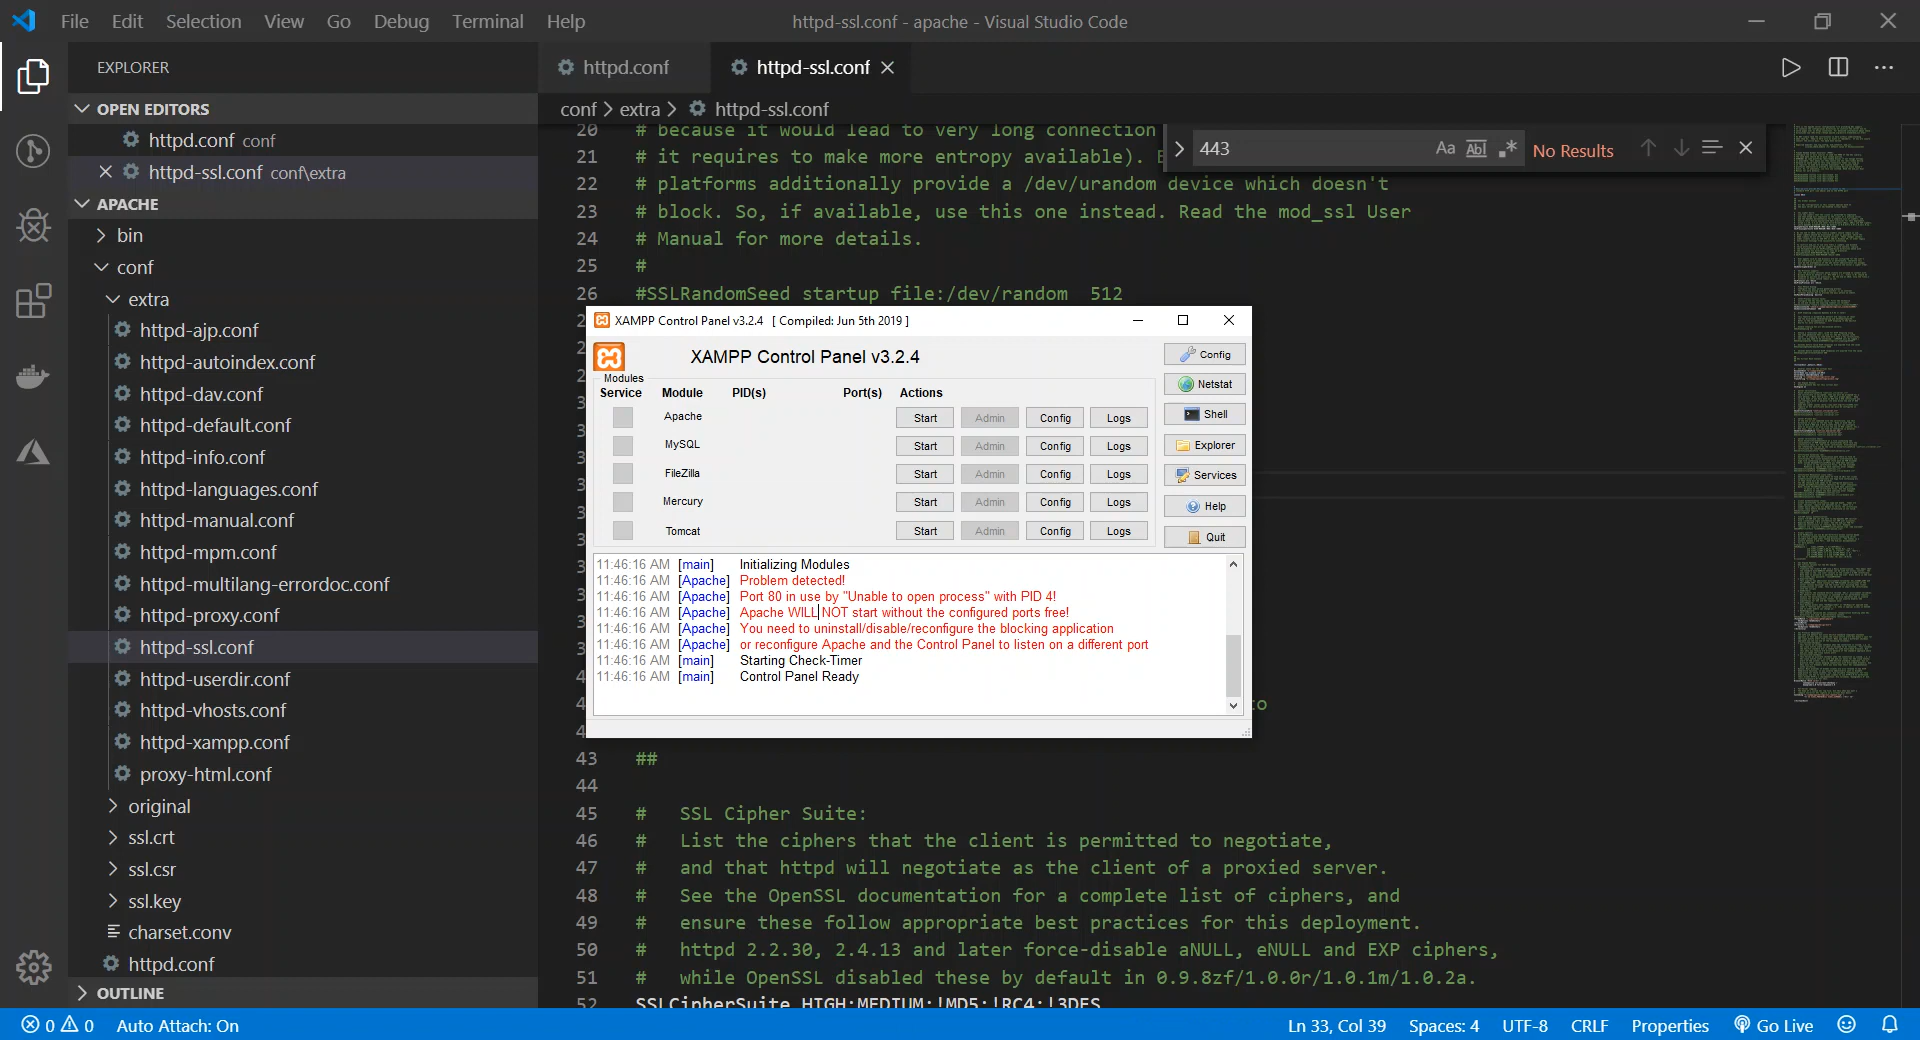 File Edit Selection View Go Debug Terminal Help
httpd-ssl.conf - apache - Visual Studio Code
EXPLORER
OPEN EDITORS
httpd.conf conf
httpd-ssl.conf conf\extra
APACHE
bin
conf
extra
httpd-ajp.conf
httpd-autoindex.conf
httpd-dav.conf
httpd-default.conf
httpd-info.conf
httpd-languages.conf
httpd-manual.conf
httpd-mpm.conf
httpd-multilang-errordoc.conf
httpd-proxy.conf
httpd-ssl.conf
httpd-userdir.conf
httpd-vhosts.conf
httpd-xampp.conf
proxy-html.conf
original
ssl.crt
ssl.csr
ssl.key
charset.conv
httpd.conf
OUTLINE
httpd.conf
httpd-ssl.conf
conf > extra > httpd-ssl.conf
443
Aa Abl .* No Results
20 # because it would lead to very long connection
21 # it requires to make more entropy available).
22 # platforms additionally provide a /dev/urandom device which doesn't
23 # block. So, if available, use this one instead. Read the mod_ssl User
24 # Manual for more details.
25 #
26 #SSLRandomSeed startup file:/dev/random 512
XAMPP Control Panel v3.2.4 [ Compiled: Jun 5th 2019 ]
XAMPP Control Panel v3.2.4
Modules
Service Module PID(s) Port(s) Actions
Apache Start Admin Config Logs
MySQL Start Admin Config Logs
FileZilla Start Admin Config Logs
Mercury Start Admin Config Logs
Tomcat Start Admin Config Logs
Config
Netstat
Shell
Explorer
Services
Help
Quit
11:46:16 AM [main] Initializing Modules
11:46:16 AM [Apache] Problem detected!
11:46:16 AM [Apache] Port 80 in use by "Unable to open process" with PID 4!
11:46:16 AM [Apache] Apache WILL NOT start without the configured ports free!
11:46:16 AM [Apache] You need to uninstall/disable/reconfigure the blocking application
11:46:16 AM [Apache] or reconfigure Apache and the Control Panel to listen on a different port
11:46:16 AM [main] Starting Check-Timer
11:46:16 AM [main] Control Panel Ready
43 ##
44
45 # SSL Cipher Suite:
46 # List the ciphers that the client is permitted to negotiate,
47 # and that httpd will negotiate as the client of a proxied server.
48 # See the OpenSSL documentation for a complete list of ciphers, and
49 # ensure these follow appropriate best practices for this deployment.
50 # httpd 2.2.30, 2.4.13 and later force-disable aNULL, eNULL and EXP ciphers,
51 # while OpenSSL disabled these by default in 0.9.8zf/1.0.0r/1.0.1m/1.0.2a.
52 SSLCipherSuite HIGH:MEDIUM:!MD5:!RC4:!3DES
0 0 Auto Attach: On
Ln 33, Col 39 Spaces: 4 UTF-8 CRLF Properties Go Live